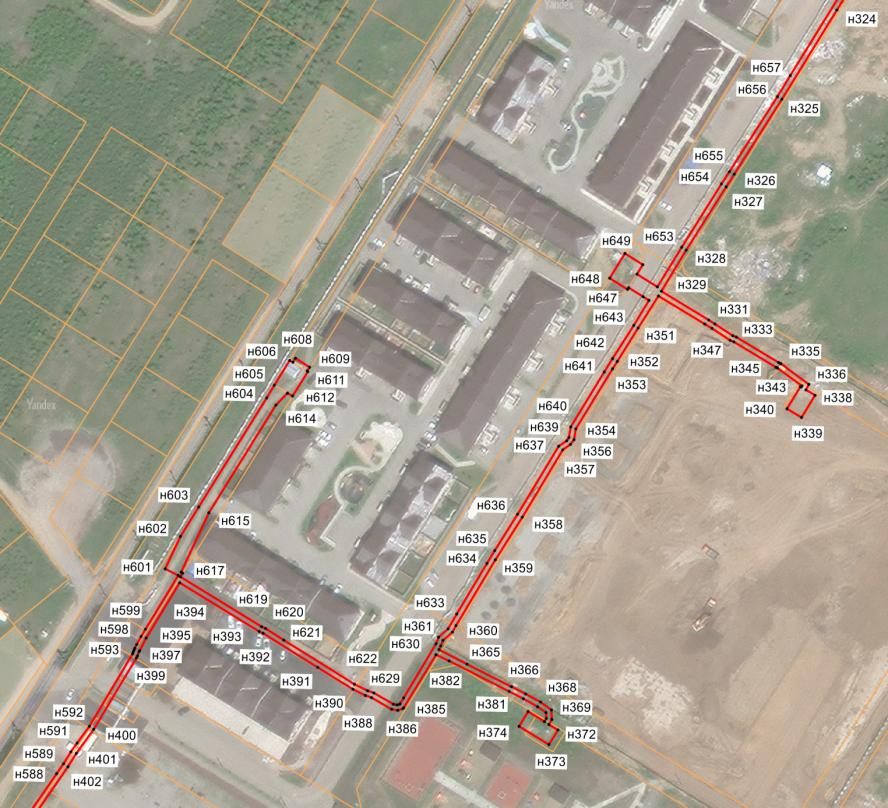 Yandex
н324
н657
н656
н325
н655
н654
н326
н327
н649
н653
н328
н648
н329
н647
н331
н643
н351
н333
н642
н347
н608
н606
н335
н609
н641
н352
н605
н345
н336
н611
н353
н343
н604
н612
н338
Yandex
н340
н640
н614
н339
н639
н354
н637
н356
н357
н603
н636
н615
н358
н602
н635
н634
н359
н601
н617
н619
н633
н599
н394
н620
н361
н360
н598
н395
н393
н621
н630
н593
н397
н392
н365
н622
н399
н391
н382
н366
н629
н390
н381
н368
н592
н388
н385
н369
н591
н400
н386
н374
н372
н589
н401
н373
н588
н402